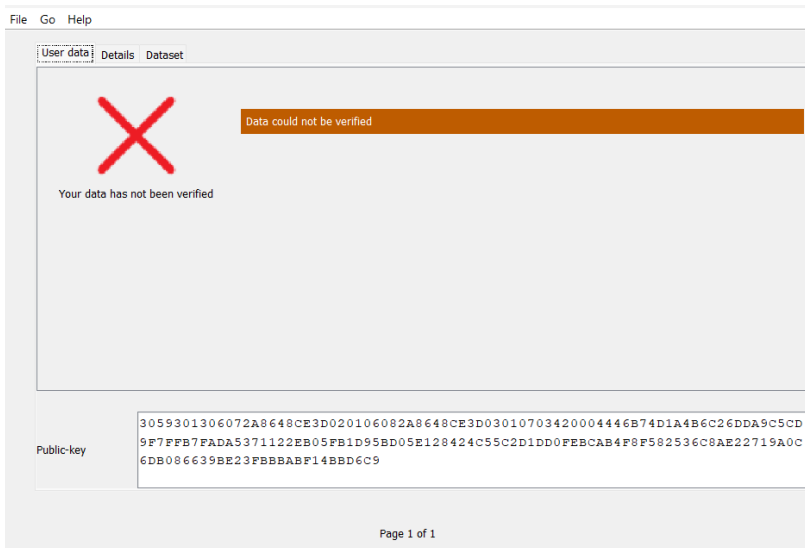 File Go Help
User data Details Dataset
Data could not be verified
Your data has not been verified
3059301306072A8648CE3D020106082A8648CE3D03010703420004446B74D1A4B6C26DDA9C5CD
9F7FFB7FADA5371122EB05FB1D95BD05E128424C55C2D1DD0FEBCAB4F8F582536C8AE22719A0C
Public-key
6DB086639BE23FBBBABF14BBD6C9
Page 1 of 1